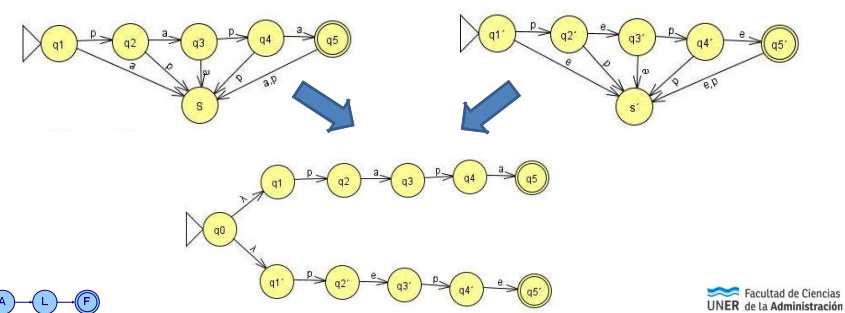 q1 p q2 a q3 p q4 a q5
a p a p a,p
S
q1´ p q2´ e q3´ p q4´ e q5´
e p e p e,p
s´
q1 p q2 a q3 p q4 a q5
λ
q0
λ
q1´ p q2´ e q3´ p q4´ e q5´
A L F
Facultad de Ciencias
UNER de la Administración